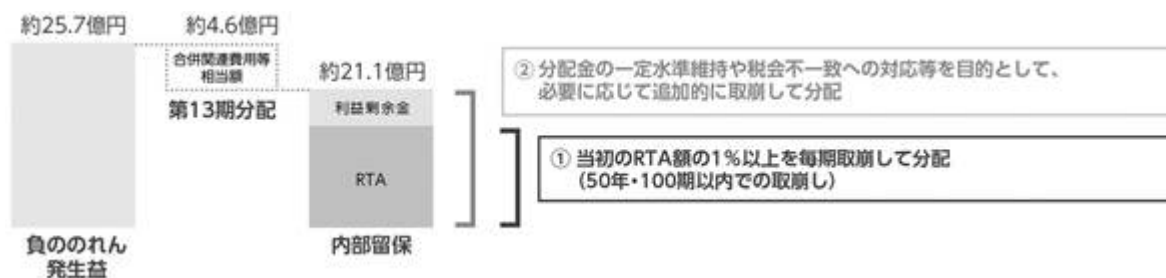 約25.7億円
約4.6億円
合併関連費用等
相当額
第13期分配
約21.1億円
利益剰余金
RTA
負ののれん
発生益
内部留保
② 分配金の一定水準維持や税会不一致への対応等を目的として、
必要に応じて追加的に取崩して分配
① 当初のRTA額の1%以上を毎期取崩して分配
(50年・100期以内での取崩し)